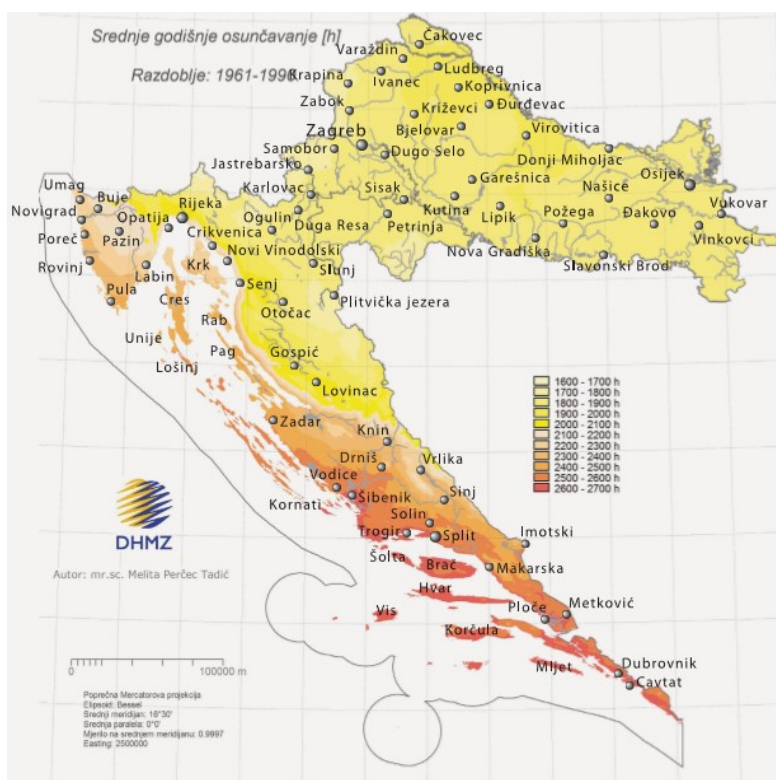 Srednje godišnje osunčavanje [h]
Razdoblje: 1961-1990
Čakovec
Varaždin
Ludbreg
Krapina
Ivanec
Koprivnica
Zabok
Križevci
Đurđevac
Zagreb
Bjelovar
Virovitica
Samobor
Dugo Selo
Donji Miholjac
Jastrebarsko
Garešnica
Osijek
Umag
Buje
Rijeka
Karlovac
Sisak
Našice
Novigrad
Opatija
Ogulin
Duga Resa
Petrinja
Kutina
Lipik
Požega
Đakovo
Vukovar
Poreč
Pazin
Crikvenica
Novi Vinodolski
Nova Gradiška
Vinkovci
Rovinj
Labin
Krk
Slunj
Slavonski Brod
Pula
Cres
Senj
Plitvička jezera
Rab
Otočac
Unije
Pag
Gospić
Lošinj
Lovinac
1600 - 1700 h
1700 - 1800 h
1800 - 1900 h
1900 - 2000 h
2000 - 2100 h
2100 - 2200 h
2200 - 2300 h
2300 - 2400 h
2400 - 2500 h
2500 - 2600 h
2600 - 2700 h
Zadar
Knin
Drniš
Vrlika
Vodice
Kornati
Šibenik
Sinj
Solin
Trogir
Split
Imotski
DHMZ
Šolta
Brač
Makarska
Autor: mr.sc. Melita Perčec Tadić
Hvar
Vis
Ploče
Metković
Korčula
Mljet
Dubrovnik
Cavtat
0 100000 m
Poprečna Mercatorova projekcija
Elipsoid: Bessel
Srednji meridijan: 16°30'
Srednja paralela: 0°0'
Mjerilo na srednjem meridijanu: 0.9997
Easting: 2500000